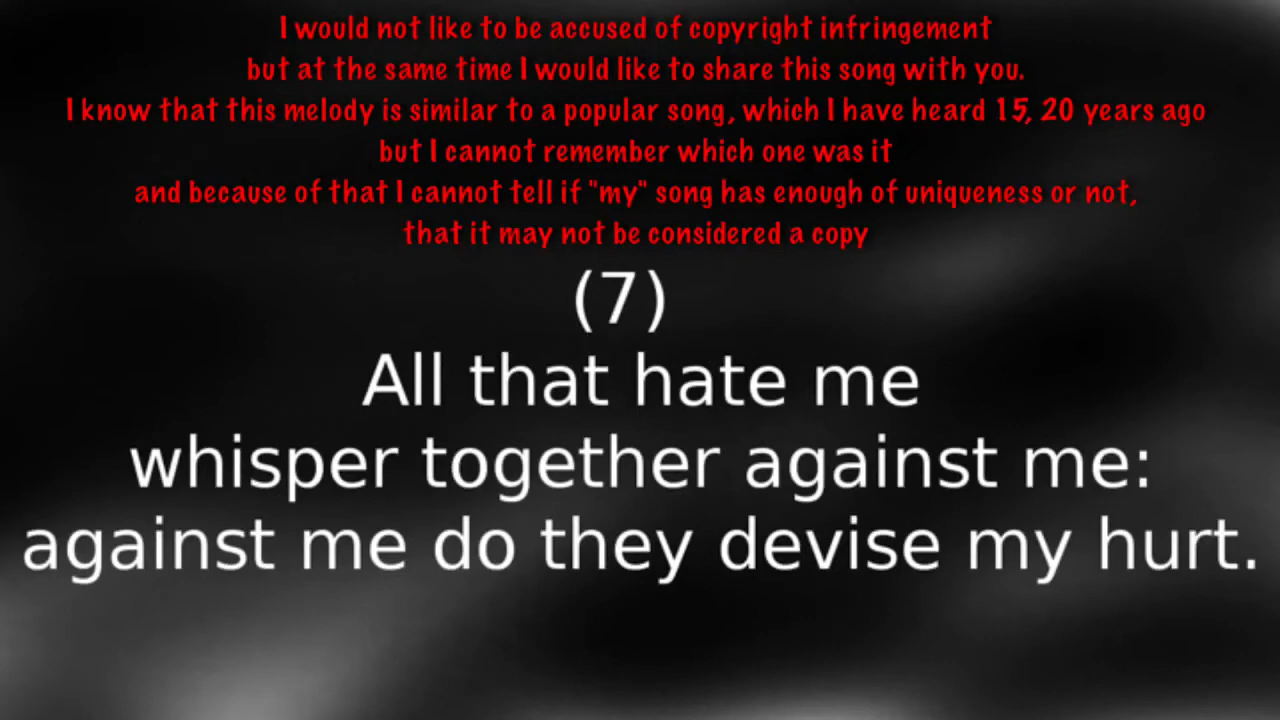 I would not like to be accused of copyright infringement
but at the same time I would like to share this song with you.
I know that this melody is similar to a popular song, which I have heard 15, 20 years ago
but I cannot remember which one was it
and because of that I cannot tell if "my" song has enough of uniqueness or not,
that it may not be considered a copy
(7)
All that hate me
whisper together against me:
against me do they devise my hurt.